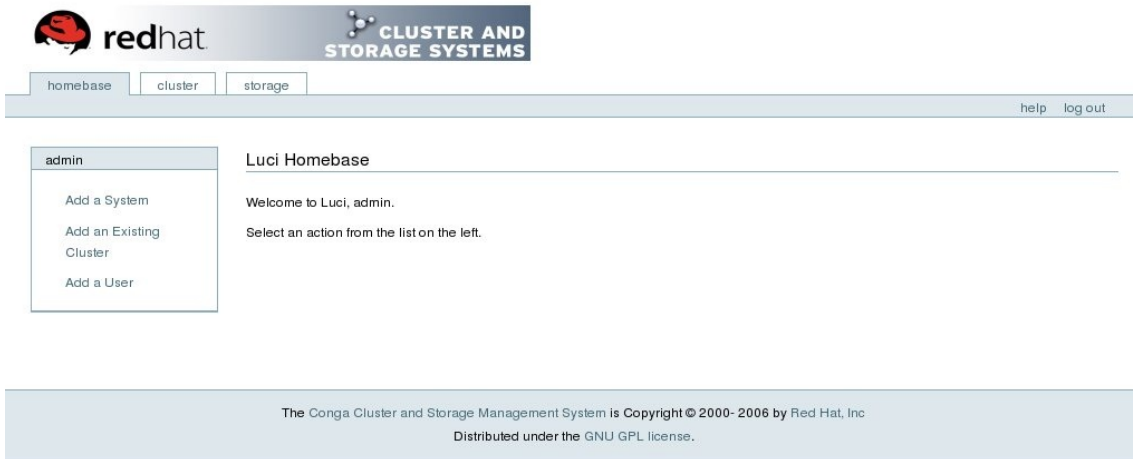 redhat.
CLUSTER AND
STORAGE SYSTEMS
homebase cluster storage
help log out
admin
Add a System
Add an Existing
Cluster
Add a User
Luci Homebase
Welcome to Luci, admin.
Select an action from the list on the left.
The Conga Cluster and Storage Management System is Copyright © 2000- 2006 by Red Hat, Inc
Distributed under the GNU GPL license.